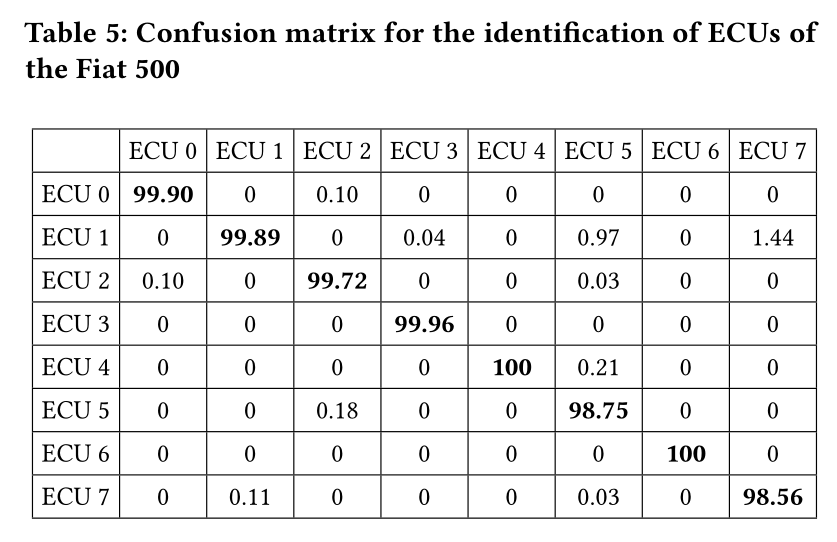 Table 5: Confusion matrix for the identification of ECUs of
the Fiat 500
ECU 0 ECU 1 ECU 2 ECU 3 ECU 4 ECU 5 ECU 6 ECU 7
ECU 0 99.90 0 0.10 0 0 0 0 0
ECU 1 0 99.89 0 0.04 0 0.97 0 1.44
ECU 2 0.10 0 99.72 0 0 0.03 0 0
ECU 3 0 0 0 99.96 0 0 0 0
ECU 4 0 0 0 0 100 0.21 0 0
ECU 5 0 0 0.18 0 0 98.75 0 0
ECU 6 0 0 0 0 0 0 100 0
ECU 7 0 0.11 0 0 0 0.03 0 98.56